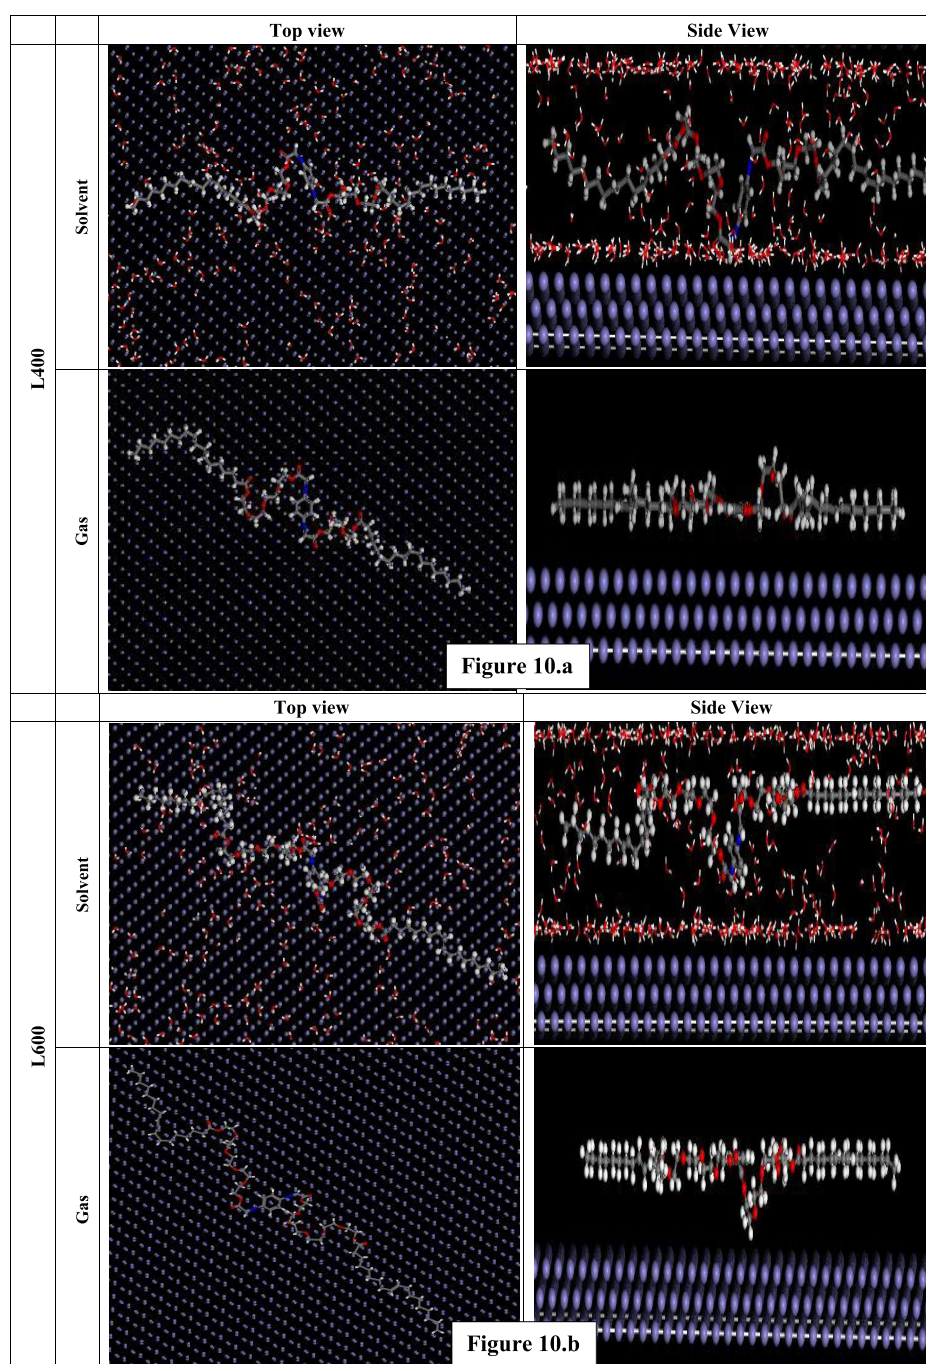 Top view
Side View
L400
Solvent
Gas
Figure 10.a
Top view
Side View
L600
Solvent
Gas
Figure 10.b